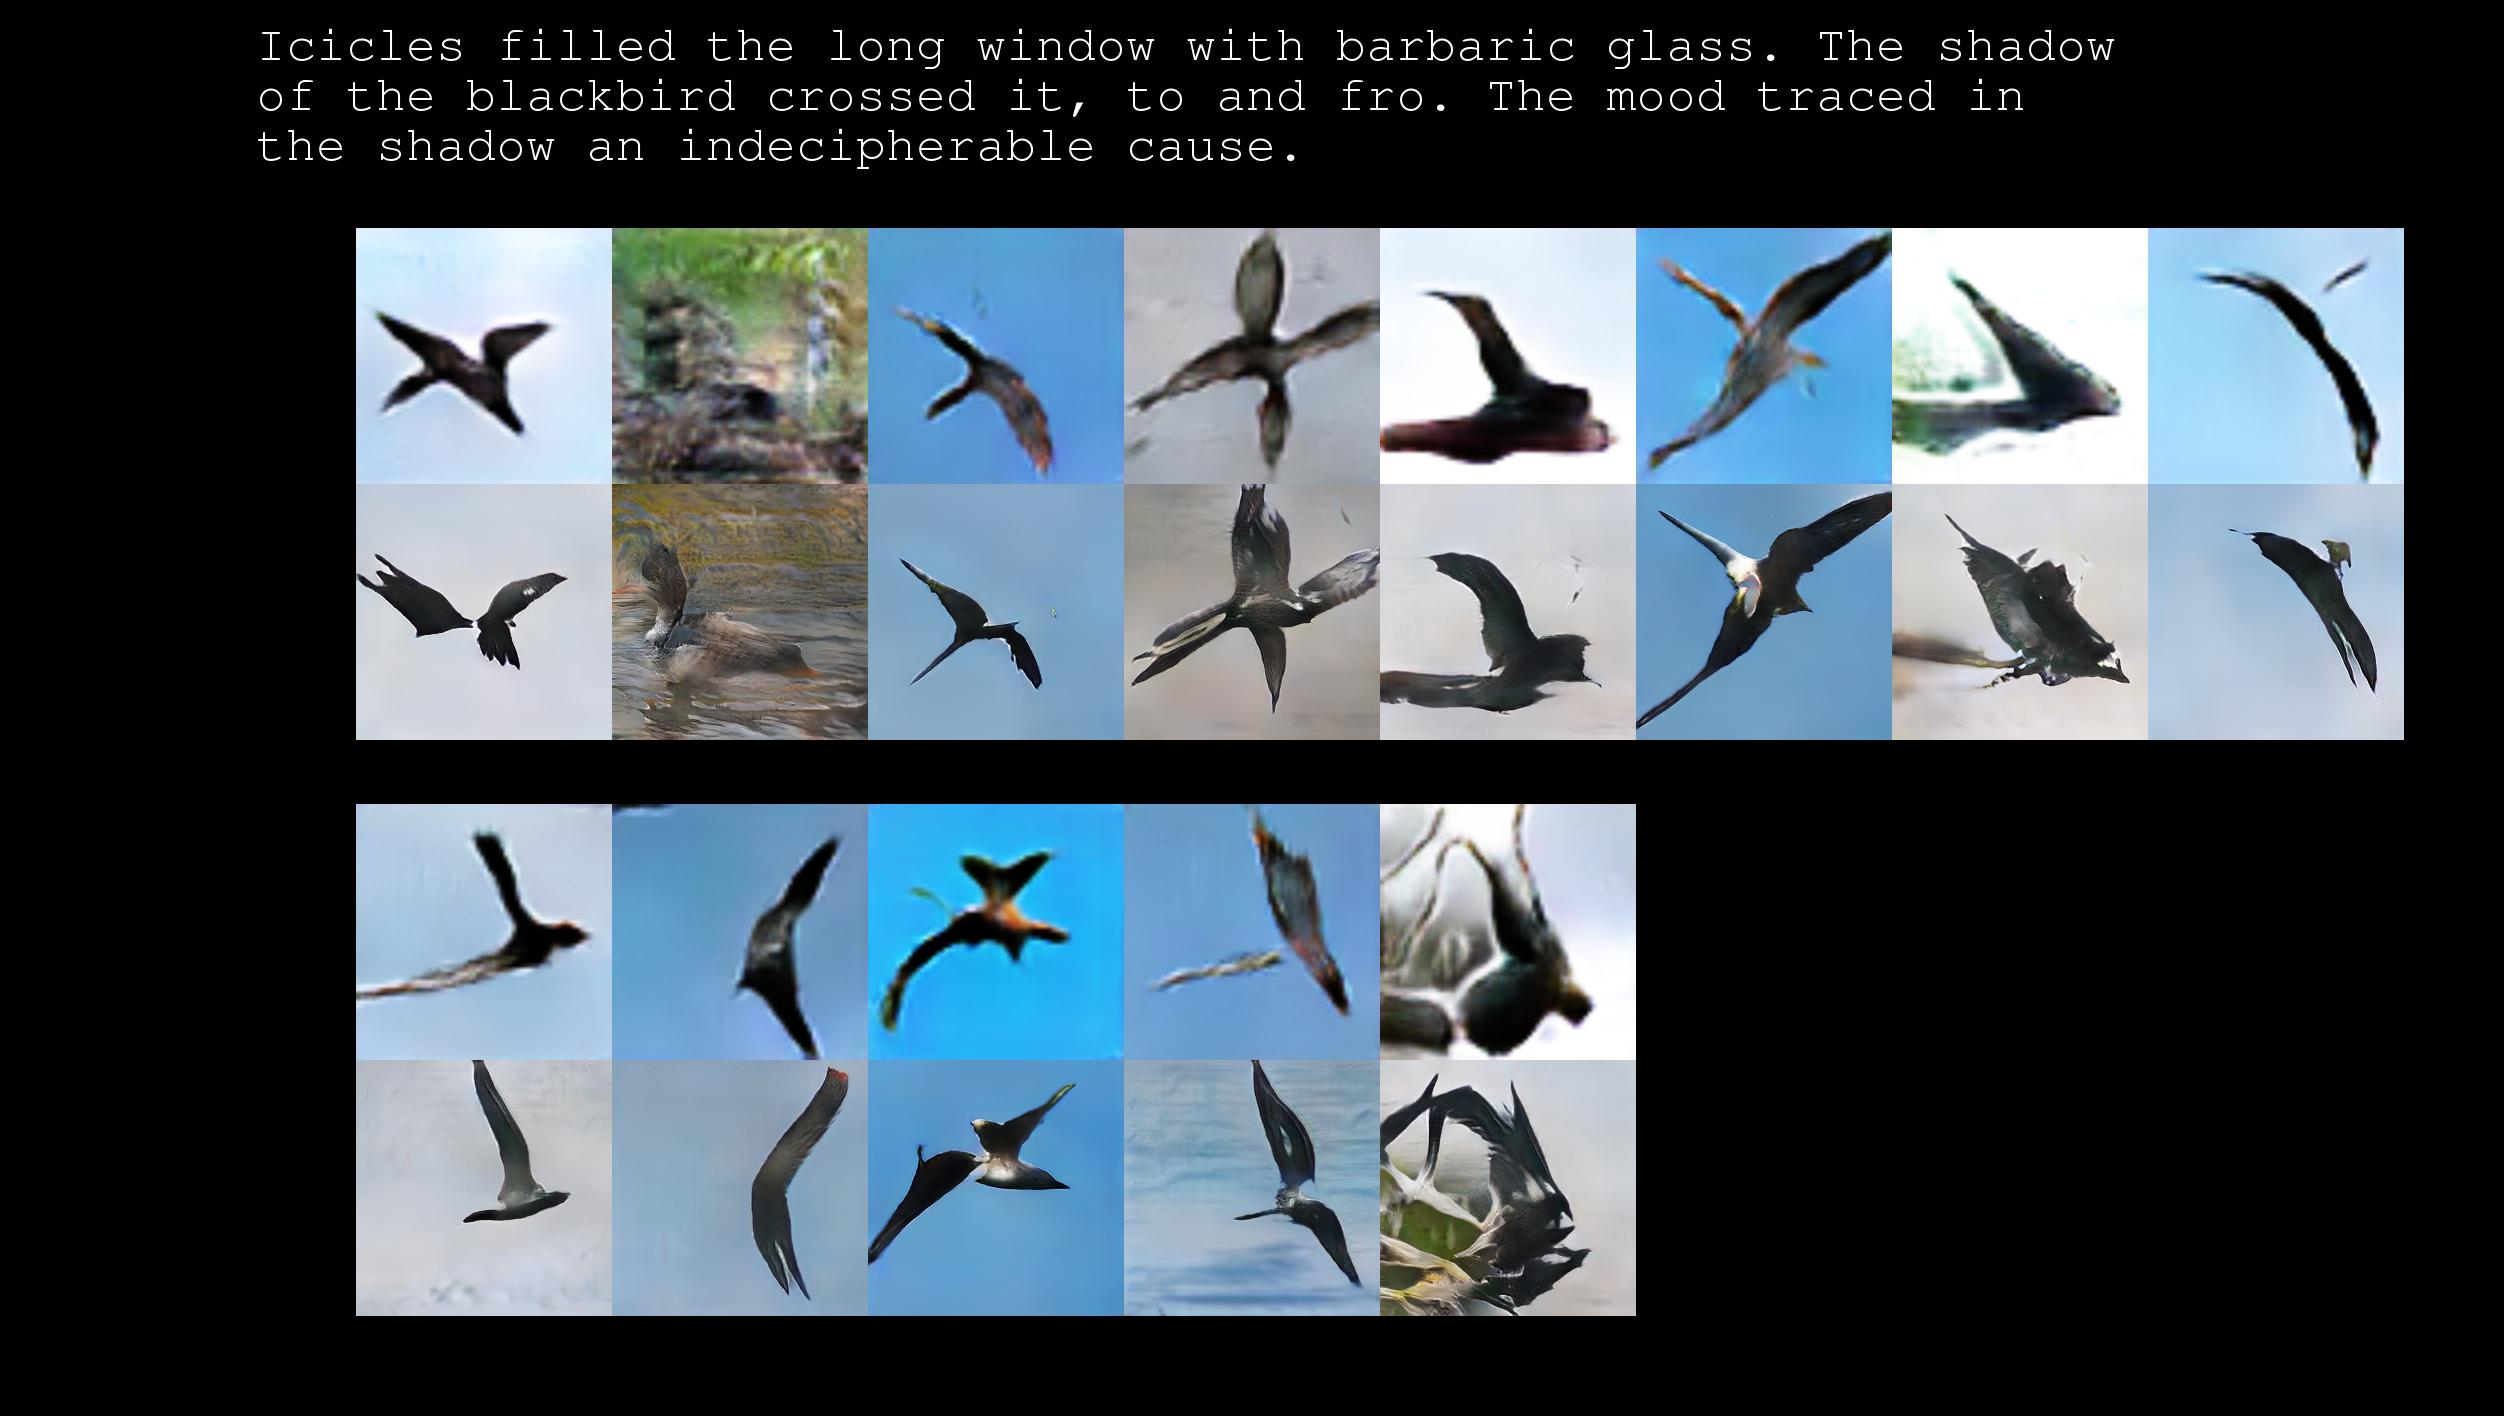 Icicles filled the long window with barbaric glass. The shadow
of the blackbird crossed it, to and fro. The mood traced in
the shadow an indecipherable cause.